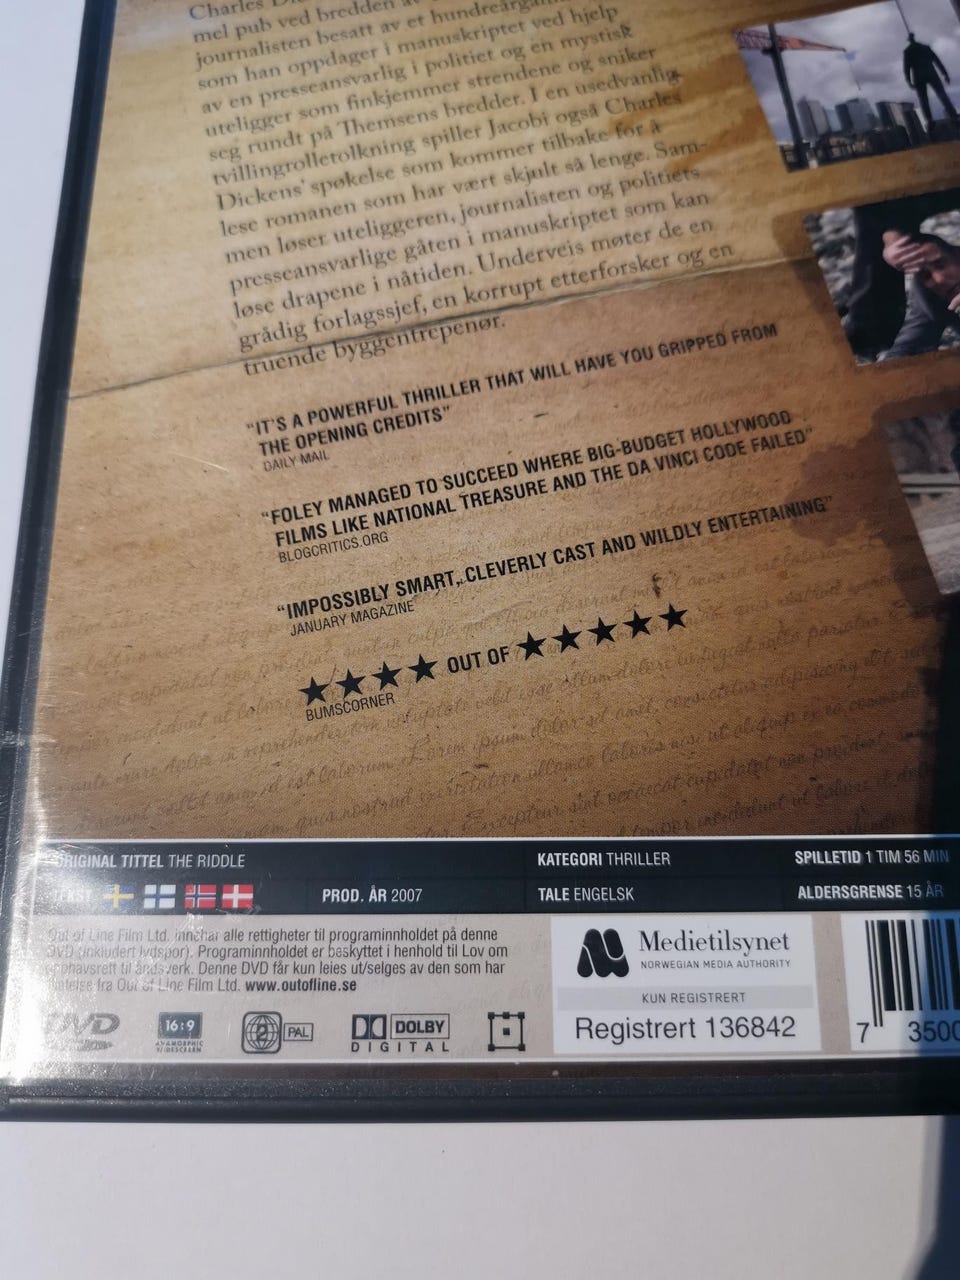 Charles
mel pub ved bredden av
journalisten besatt av et hundreårgam
som han oppdager i manuskriptet ved hjelp
av en presseansvarlig i politiet og en mystisk
uteligger som finkjemmer strendene og sniker
seg rundt på Themsens bredder. I en usedvanlig
tvillingrolletolkning spiller Jacobi også Charles
Dickens' spøkelse som kommer tilbake for å
lese romanen som har vært skjult så lenge. Sam-
men løser uteliggeren, journalisten og politiets
presseansvarlige gåten i manuskriptet som kan
løse drapene i nåtiden. Underveis møter de en
grådig forlagssjef, en korrupt etterforsker og en
truende byggentrepenør.
"IT'S A POWERFUL THRILLER THAT WILL HAVE YOU GRIPPED FROM
THE OPENING CREDITS"
DAILY MAIL
"FOLEY MANAGED TO SUCCEED WHERE BIG-BUDGET HOLLYWOOD
FILMS LIKE NATIONAL TREASURE AND THE DA VINCI CODE FAILED"
BLOGCRITICS.ORG
"IMPOSSIBLY SMART, CLEVERLY CAST AND WILDLY ENTERTAINING"
JANUARY MAGAZINE
★★★★ OUT OF ★★★★★
BUMSCORNER
ORIGINAL TITTEL THE RIDDLE
KATEGORI THRILLER
SPILLETID 1 TIM 56 MIN
TEKST
PROD. ÅR 2007
TALE ENGELSK
ALDERSGRENSE 15 ÅR
Out of Line Film Ltd. innehar alle rettigheter til programinnholdet på denne
DVD (inkludert lydspor). Programinnholdet er beskyttet i henhold til Lov om
opphavsrett til åndsverk. Denne DVD får kun leies ut/selges av den som har
fra Out of Line Film Ltd. www.outofline.se
DVD
16:9
ANAMORPHIC
WIDESCREEN
2 PAL
DOLBY
DIGITAL
Medietilsynet
NORWEGIAN MEDIA AUTHORITY
KUN REGISTRERT
Registrert 136842
7 3500